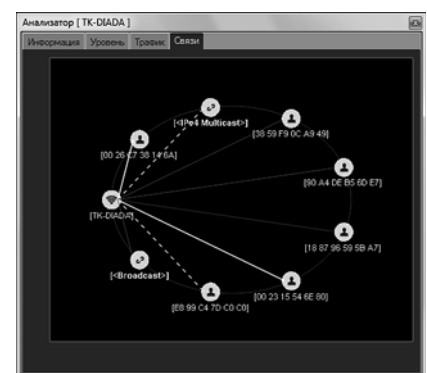 Анализатор [ TK-DIADA ]
Информация Уровень Трафик Связи
[<IPv4 Multicast>]
[38 59 F9 0C A9 49]
[00 26 C7 38 14 6A]
[90 A4 DE B5 6D E7]
[TK-DIADA]
[18 87 96 59 5B A7]
[<Broadcast>]
[00 23 15 54 6E 80]
[E8 99 C4 7D C0 C0]